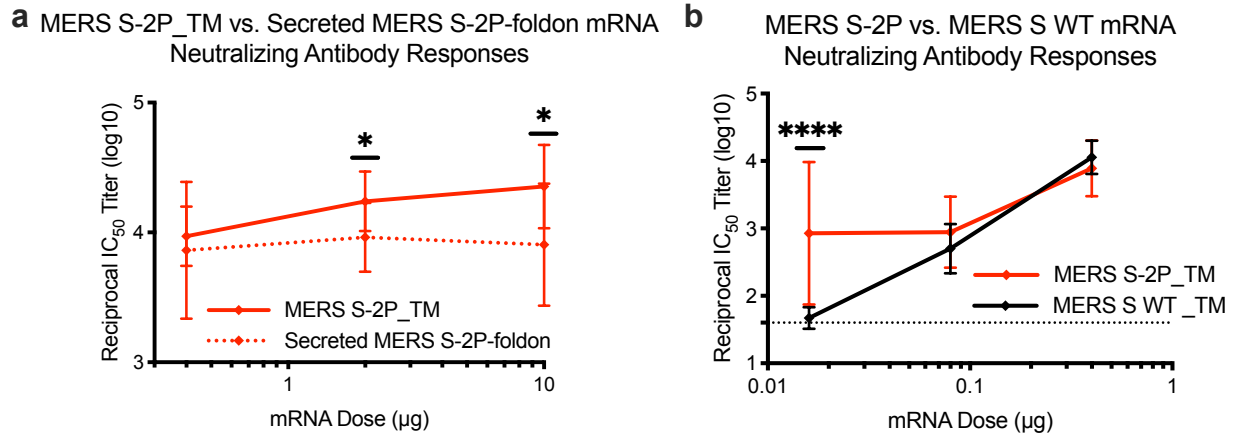 a MERS S-2P_TM vs. Secreted MERS S-2P-foldon mRNA
Neutralizing Antibody Responses
Reciprocal IC50 Titer (log10)
5
4
3
*
*
MERS S-2P_TM
Secreted MERS S-2P-foldon
1
10
mRNA Dose (µg)
b MERS S-2P vs. MERS S WT mRNA
Neutralizing Antibody Responses
Reciprocal IC50 Titer (log10)
5
4
3
2
1
****
MERS S-2P_TM
MERS S WT _TM
0.01
0.1
1
mRNA Dose (µg)